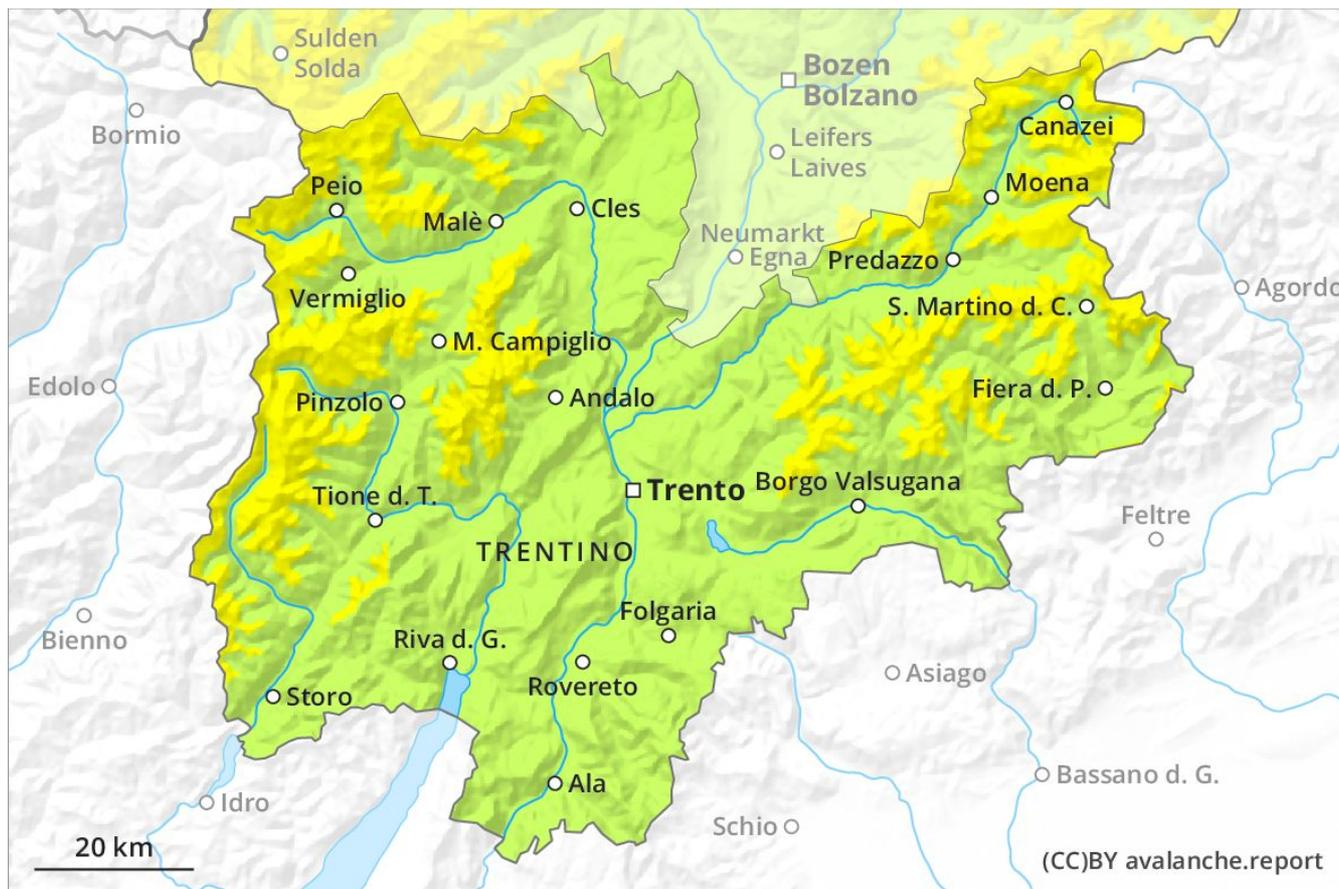 Sulden
Solda
Bozen
Bolzano
Bormio
Canazei
Leifers
Laives
Peio
Moena
Malè
Cles
Neumarkt
Egna
Predazzo
Vermiglio
Agordo
S. Martino d. C.
M. Campiglio
Edolo
Pinzolo
Andalo
Fiera d. P.
Trento
Borgo Valsugana
Tione d. T.
Feltre
TRENTINO
Bienno
Folgaria
Riva d. G.
Asiago
Rovereto
Storo
Bassano d. G.
Ala
Idro
Schio
20 km
(CC)BY avalanche.report